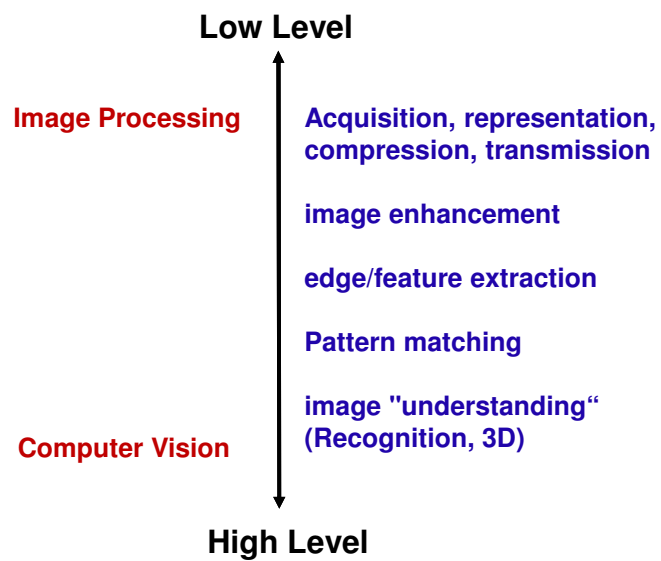 Low Level
Image Processing
Acquisition, representation,
compression, transmission
image enhancement
edge/feature extraction
Pattern matching
image "understanding“
(Recognition, 3D)
Computer Vision
High Level